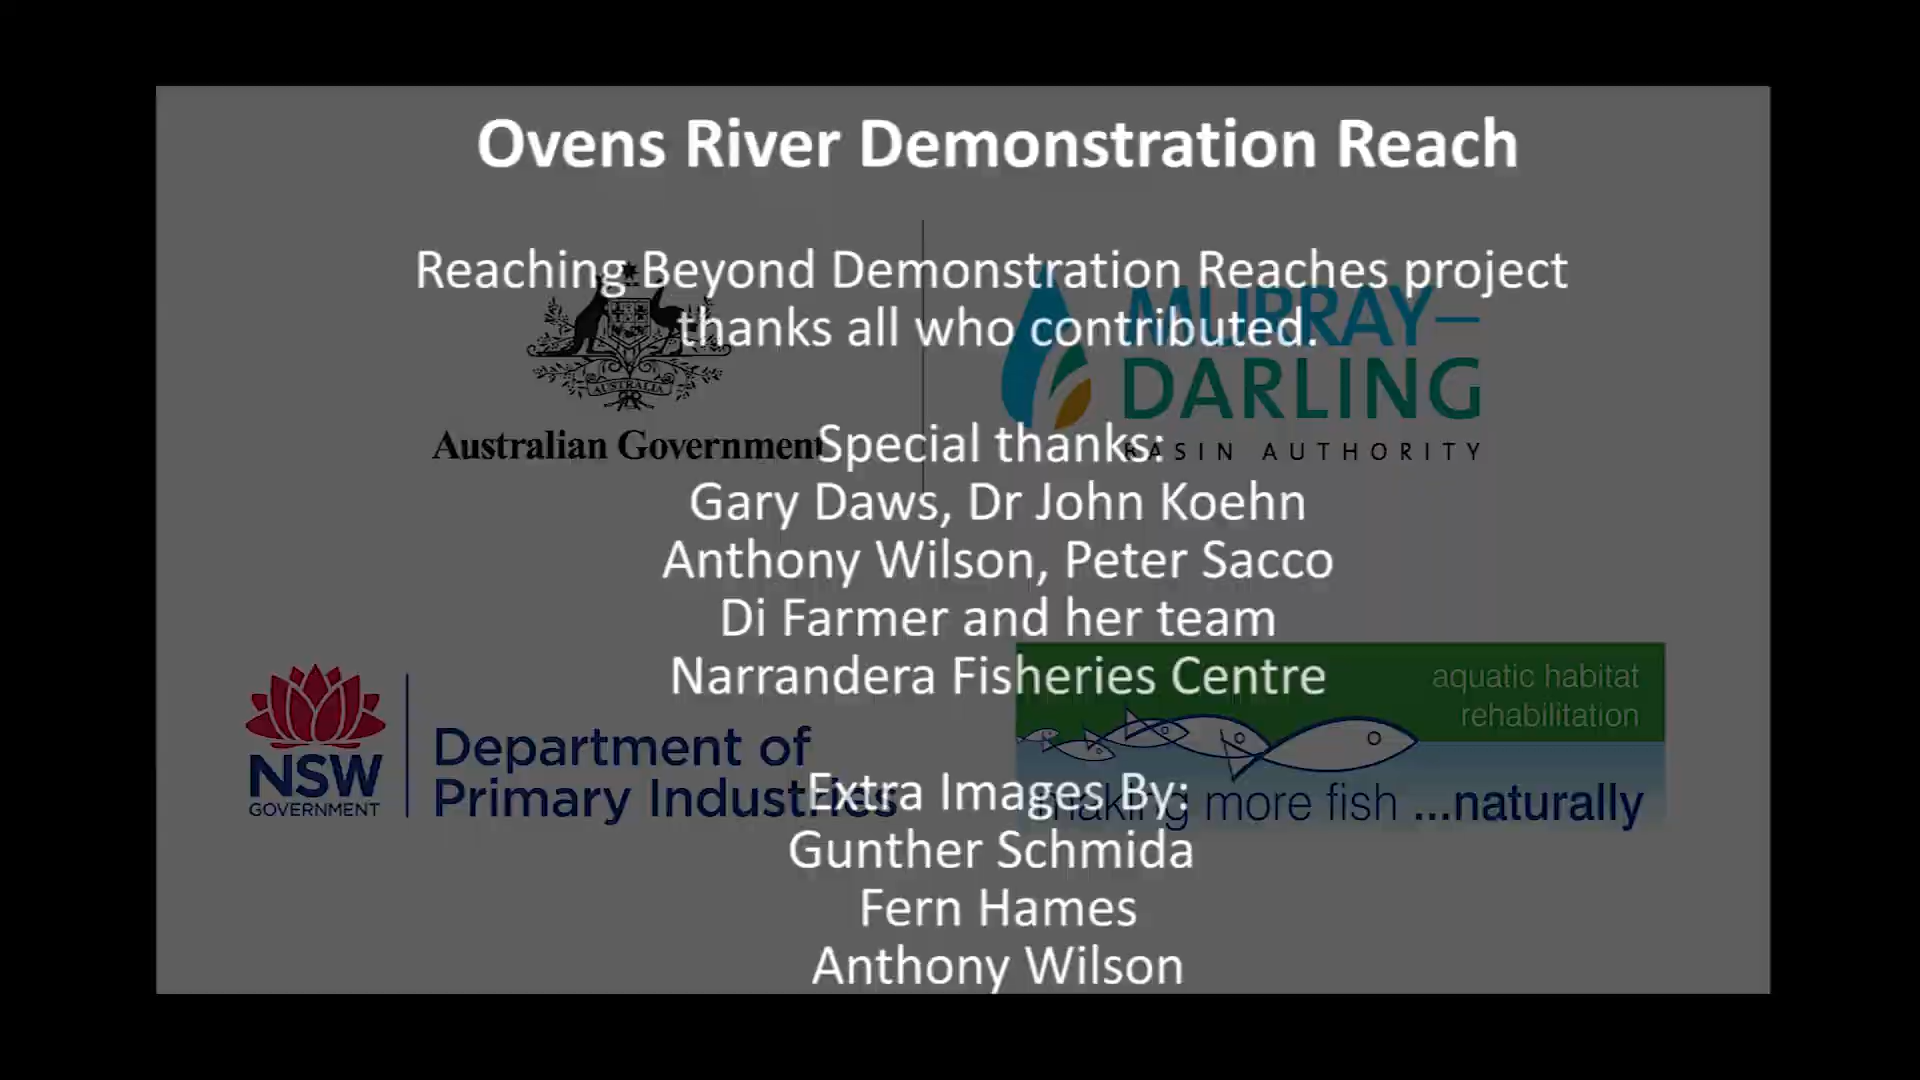 Ovens River Demonstration Reach
Reaching Beyond Demonstration Reaches project
thanks all who contributed.
AUSTRALIA
Australian Government
MURRAY–
DARLING
BASIN AUTHORITY
Special thanks:
Gary Daws, Dr John Koehn
Anthony Wilson, Peter Sacco
Di Farmer and her team
Narrandera Fisheries Centre
NSW
GOVERNMENT
Department of
Primary Industries
aquatic habitat
rehabilitation
making more fish ...naturally
Extra Images By:
Gunther Schmida
Fern Hames
Anthony Wilson